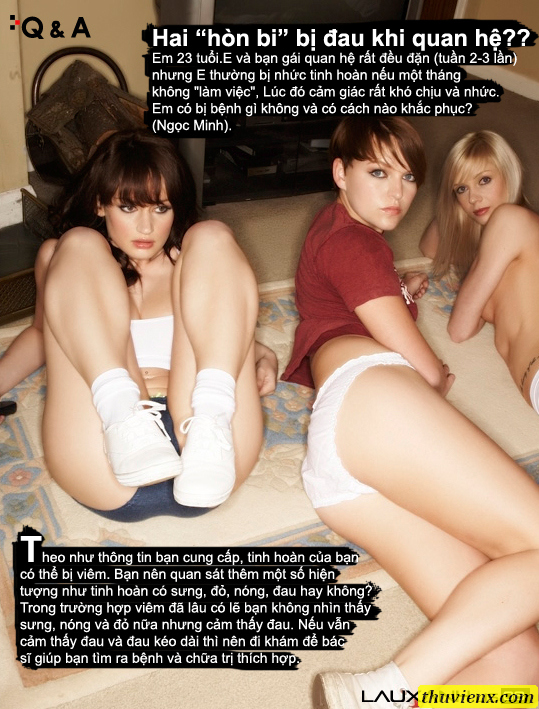 Q & A
Hai “hòn bi” bị đau khi quan hệ??
Em 23 tuổi.E và bạn gái quan hệ rất đều đặn (tuần 2-3 lần)
nhưng E thường bị nhức tinh hoàn nếu một tháng
không "làm việc", Lúc đó cảm giác rất khó chịu và nhức.
Em có bị bệnh gì không và có cách nào khắc phục?
(Ngọc Minh).
Theo như thông tin bạn cung cấp, tinh hoàn của bạn
có thể bị viêm. Bạn nên quan sát thêm một số hiện
tượng như tinh hoàn có sưng, đỏ, nóng, đau hay không?
Trong trường hợp viêm đã lâu có lẽ bạn không nhìn thấy
sưng, nóng và đỏ nữa nhưng cảm thấy đau. Nếu vẫn
cảm thấy đau và đau kéo dài thì nên đi khám để bác
sĩ giúp bạn tìm ra bệnh và chữa trị thích hợp.
LAUX
thuvienx.com